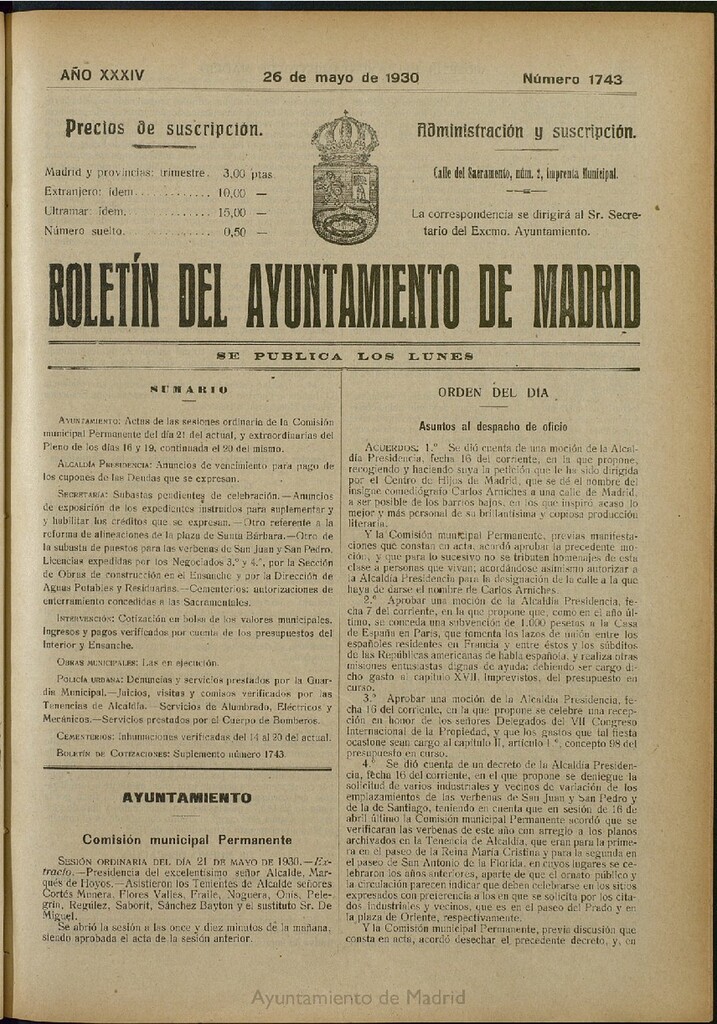 AÑO XXXIV
26 de mayo de 1930
Número 1743
Precios de suscripción.
Madrid y provincias: trimestre. 3,00 ptas
Extranjero: ídem............. 10,00 —
Ultramar: ídem............. 15,00 —
Número suelto............. 0,50 —
Administración y suscripción.
Calle del Sacramento, núm. 2, imprenta Municipal.
La correspondencia se dirigirá al Sr. Secre-
tario del Excmo. Ayuntamiento.
BOLETÍN DEL AYUNTAMIENTO DE MADRID
SE PUBLICA LOS LUNES
SUMARIO
AYUNTAMIENTO: Actas de las sesiones ordinaria de la Comisión
municipal Permanente del día 21 del actual, y extraordinarias del
Pleno de los días 16 y 19, continuada el 20 del mismo.
ALCALDÍA PRESIDENCIA: Anuncios de vencimiento para pago de
los cupones de las Deudas que se expresan.
SECRETARÍA: Subastas pendientes de celebración.—Anuncios
de exposición de los expedientes instruídos para suplementar y
y habilitar los créditos que se expresan.—Otro referente a la
reforma de alineaciones de la plaza de Santa Bárbara.—Otro de
la subasta de puestos para las verbenas de San Juan y San Pedro.
Licencias expedidas por los Negociados 3.º y 4.º, por la Sección
de Obras de construcción en el Ensanche y por la Dirección de
Aguas Potables y Residuarias.—Cementerios: autorizaciones de
enterramiento concedidas a las Sacramentales.
INTERVENCIÓN: Cotización en bolsa de los valores municipales.
Ingresos y pagos verificados por cuenta de los presupuestos del
Interior y Ensanche.
OBRAS MUNICIPALES: Las en ejecución.
POLICÍA URBANA: Denuncias y servicios prestados por la Guar-
dia Municipal.—Juicios, visitas y comisos verificados por las
Tenencias de Alcaldía.—Servicios de Alumbrado, Eléctricos y
Mecánicos.—Servicios prestados por el Cuerpo de Bomberos.
CEMENTERIOS: Inhumaciones verificadas del 14 al 20 del actual.
BOLETÍN DE COTIZACIONES: Suplemento número 1743.
AYUNTAMIENTO
Comisión municipal Permanente
SESIÓN ORDINARIA DEL DÍA 21 DE MAYO DE 1930.—Ex-
tracto.—Presidencia del excelentísimo señor Alcalde, Mar-
qués de Hoyos.—Asistieron los Tenientes de Alcalde señores
Cortés Munera, Flores Valles, Fraile, Noguera, Onís, Pele-
grín, Regúlez, Saborit, Sánchez Bayton y el sustituto Sr. De
Miguel.
Se abrió la sesión a las once y diez minutos de la mañana,
siendo aprobada el acta de la sesión anterior.
ORDEN DEL DÍA
Asuntos al despacho de oficio
ACUERDOS: 1.º Se dió cuenta de una moción de la Alcal-
día Presidencia, fecha 16 del corriente, en la que propone,
recogiendo y haciendo suya la petición que le ha sido dirigida
por el Centro de Hijos de Madrid, que se dé el nombre del
insigne comediógrafo Carlos Arniches a una calle de Madrid,
a ser posible de los barrios bajos, en los que inspiró acaso lo
mejor y más personal de su brillantísima y copiosa producción
literaria.
Y la Comisión municipal Permanente, previas manifestacio-
nes que constan en acta, acordó aprobar la precedente mo-
ción, y que para lo sucesivo no se tributen homenajes de esta
clase a personas que vivan; acordándose asimismo autorizar a
la Alcaldía Presidencia para la designación de la calle a la que
haya de darse el nombre de Carlos Arniches.
2.º Aprobar una moción de la Alcaldía Presidencia, fe-
cha 7 del corriente, en la que propone que, como en el año úl-
timo, se conceda una subvención de 1.000 pesetas a la Casa
de España en París, que fomenta los lazos de unión entre los
españoles residentes en Francia y entre éstos y los súbditos
de las Repúblicas americanas de habla española, y realiza otras
misiones entusiastas dignas de ayuda; debiendo ser cargo di-
cho gasto al capítulo XVII, Imprevistos, del presupuesto en
curso.
3.º Aprobar una moción de la Alcaldía Presidencia, fe-
cha 16 del corriente, en la que propone se celebre una recep-
ción en honor de los señores Delegados del VII Congreso
Internacional de la Propiedad, y que los gastos que tal fiesta
ocasione sean cargo al capítulo II, artículo 1.º, concepto 98 del
presupuesto en curso.
4.º Se dió cuenta de un decreto de la Alcaldía Presiden-
cia, fecha 16 del corriente, en el que propone se deniegue la
solicitud de varios industriales y vecinos de variación de los
emplazamientos de las verbenas de San Juan y San Pedro y
de la de Santiago, teniendo en cuenta que en sesión de 16 de
abril último la Comisión municipal Permanente acordó que se
verificaran las verbenas de este año con arreglo a los planos
archivados en la Tenencia de Alcaldía, que eran para la prime-
ra en el paseo de la Reina María Cristina y para la segunda en
el paseo de San Antonio de la Florida, en cuyos lugares se ce-
lebraron los años anteriores, aparte de que el ornato público y
la circulación parecen indicar que deben celebrarse en los sitios
expresados con preferencia a los en que se solicita por los cita-
dos industriales y vecinos, que es en el paseo del Prado y en
la plaza de Oriente, respectivamente.
Y la Comisión municipal Permanente, previa discusión que
consta en acta, acordó desechar el precedente decreto, y, en
Ayuntamiento de Madrid